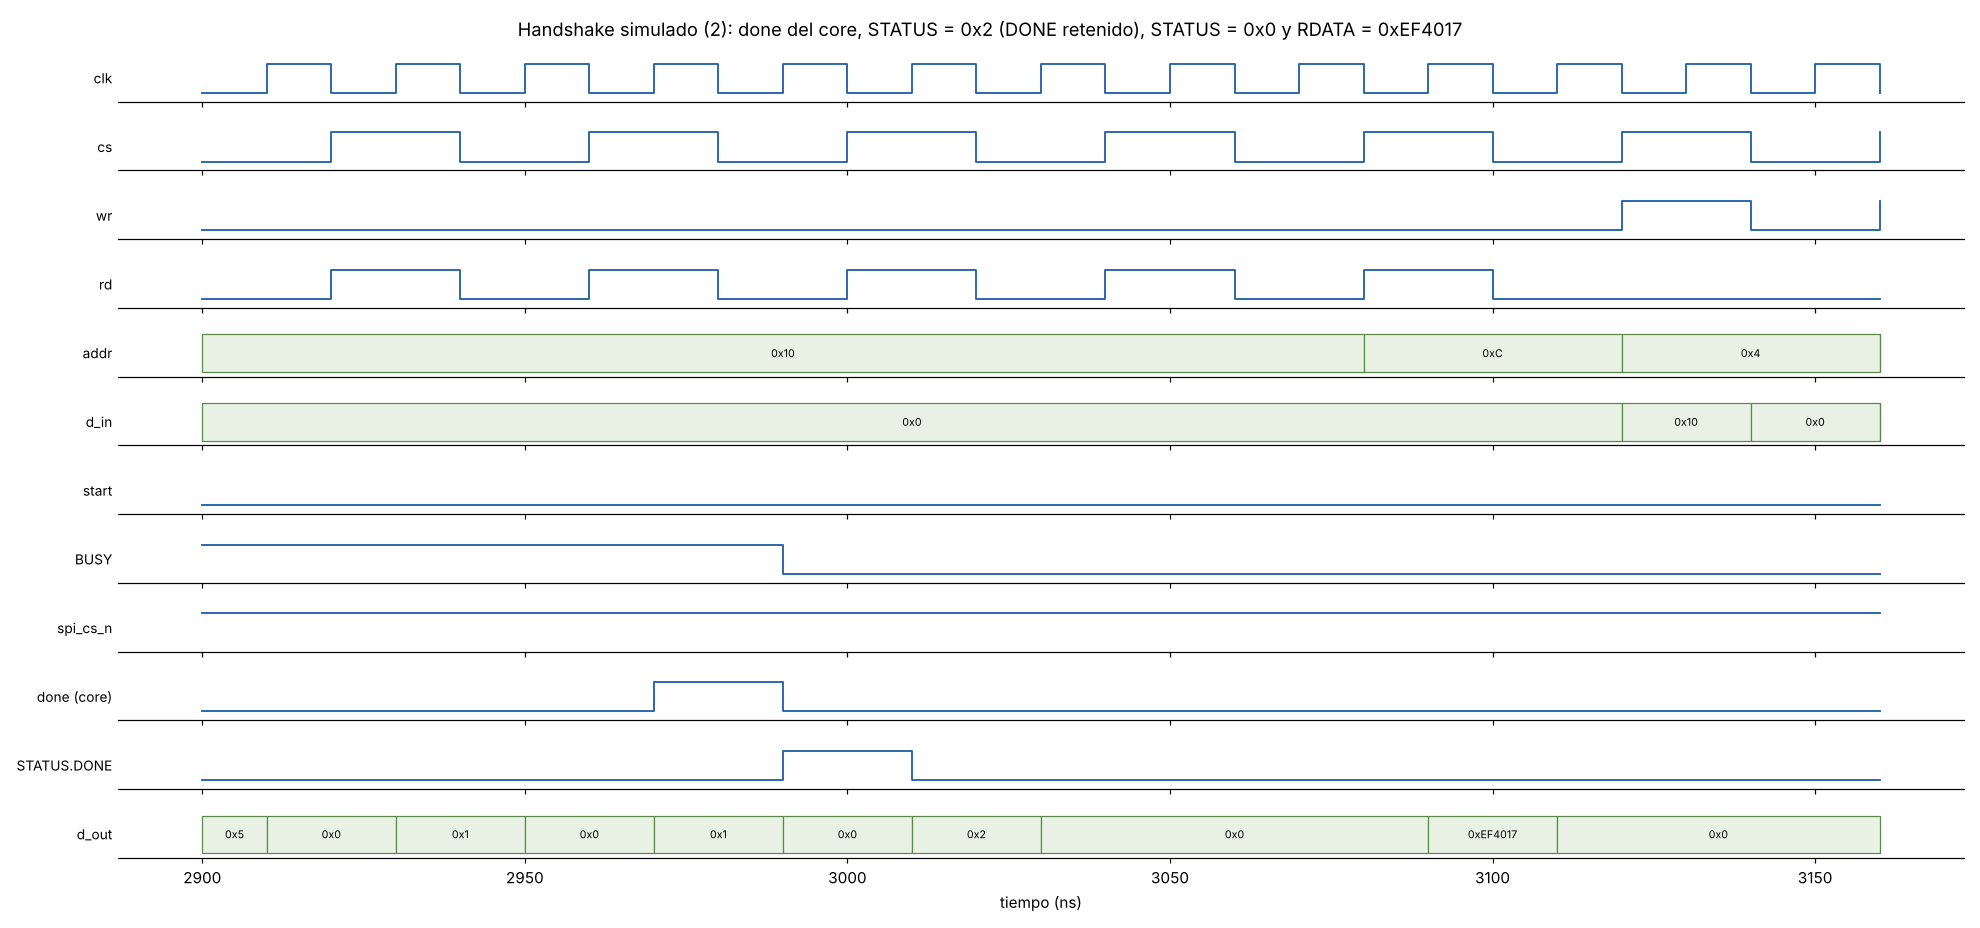 Handshake simulado (2): done del core, STATUS = 0x2 (DONE retenido), STATUS = 0x0 y RDATA = 0xEF4017
clk
cs
wr
rd
addr 0x10 0xC 0x4
d_in 0x0 0x10 0x0
start
BUSY
spi_cs_n
done (core)
STATUS.DONE
d_out 0x5 0x0 0x1 0x0 0x1 0x0 0x2 0x0 0xEF4017 0x0
2900 2950 3000 3050 3100 3150
tiempo (ns)